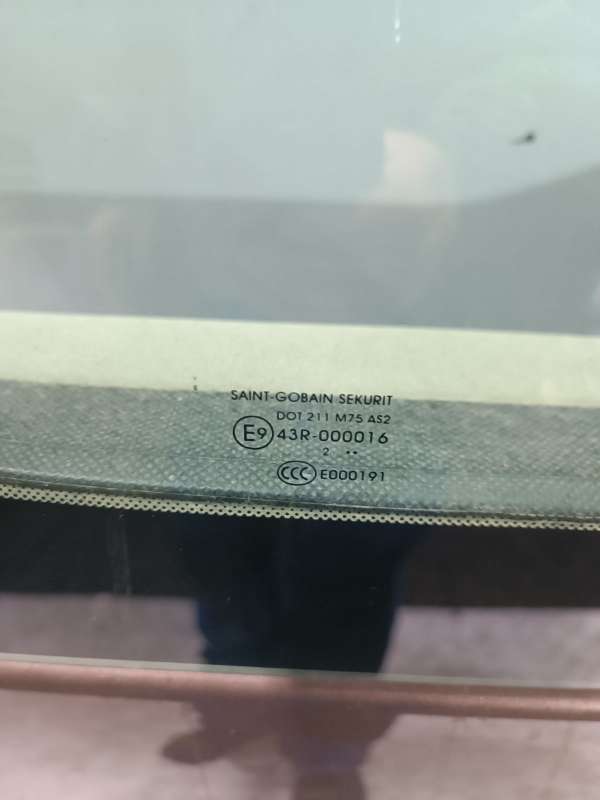 SAINT-GOBAIN SEKURIT
DOT 211 M75 AS2
E9 43R-000016
2 ••
CCC E000191